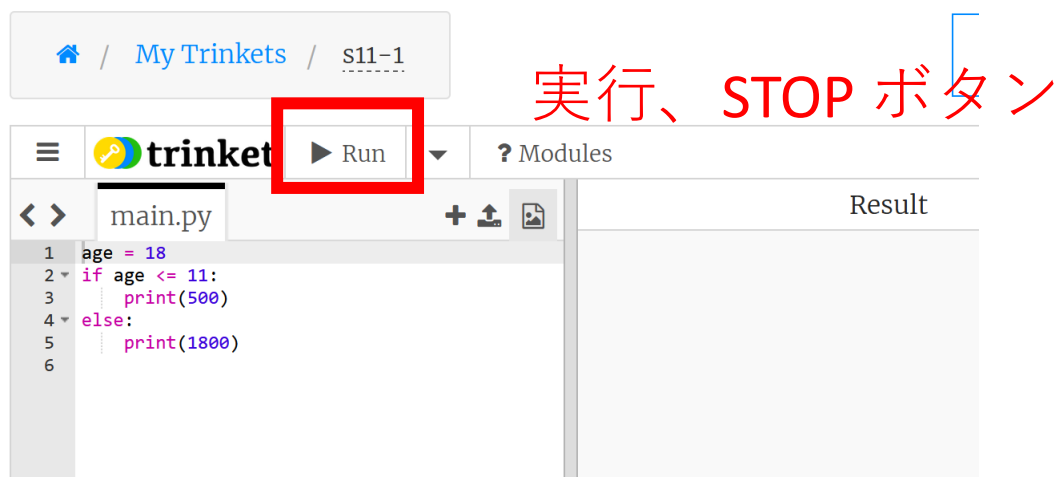 / My Trinkets / s11-1
実行、STOP ボタン
trinket Run ? Modules
main.py
Result
1 age = 18
2 if age <= 11:
3 print(500)
4 else:
5 print(1800)
6